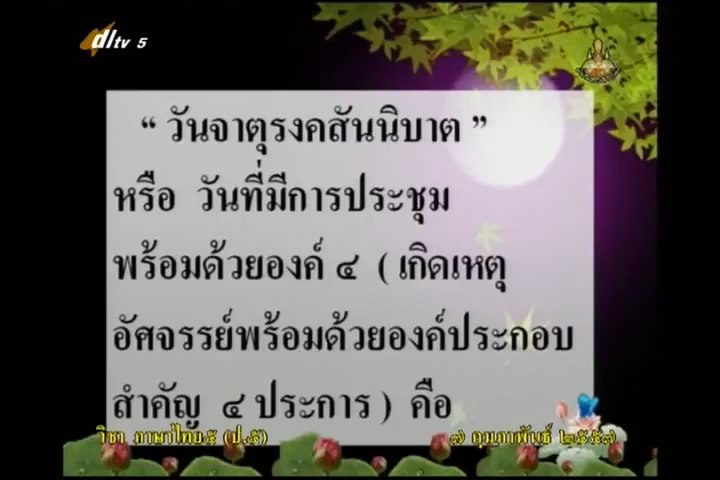 dltv 5
“ วันจาตุรงคสันนิบาต ”
หรือ วันที่มีการประชุม
พร้อมด้วยองค์ ๔ ( เกิดเหตุ
อัศจรรย์พร้อมด้วยองค์ประกอบ
สำคัญ ๔ ประการ ) คือ
วิชา ภาษาไทย๕ (ป.๕)
๗ กุมภาพันธ์ ๒๕๕๗